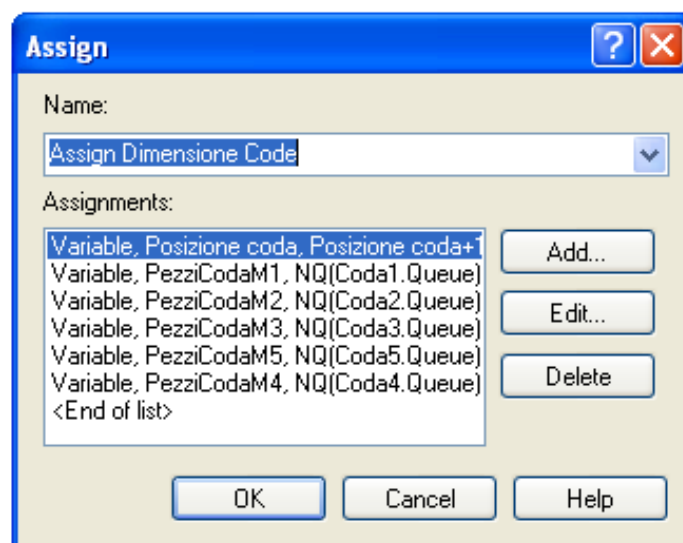 Assign
Name:
Assign Dimensione Code
Assignments:
Variable, Posizione coda, Posizione coda+1
Variable, PezziCodaM1, NQ(Coda1.Queue)
Variable, PezziCodaM2, NQ(Coda2.Queue)
Variable, PezziCodaM3, NQ(Coda3.Queue)
Variable, PezziCodaM5, NQ(Coda5.Queue)
Variable, PezziCodaM4, NQ(Coda4.Queue)
<End of list>
Add...
Edit...
Delete
OK Cancel Help